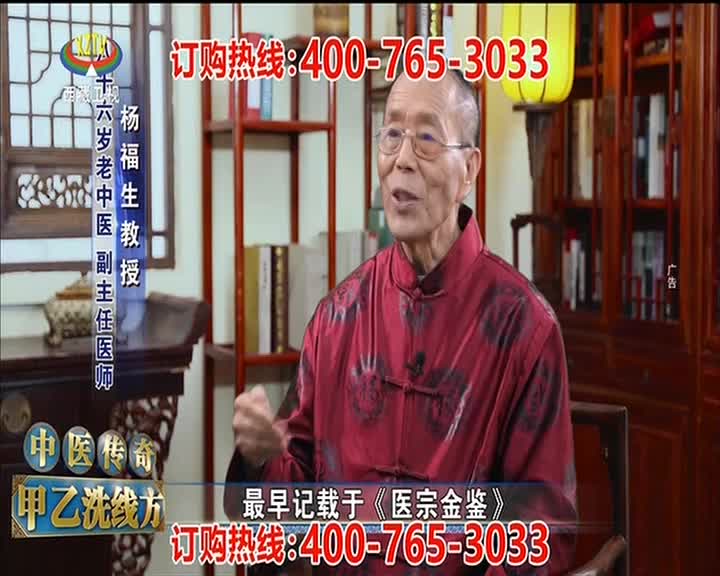 订购热线:400-765-3033
XZTV
西藏卫视
杨福生教授
十六岁老中医 副主任医师
广告
中医传奇
甲乙洗线方
最早记载于《医宗金鉴》
订购热线:400-765-3033